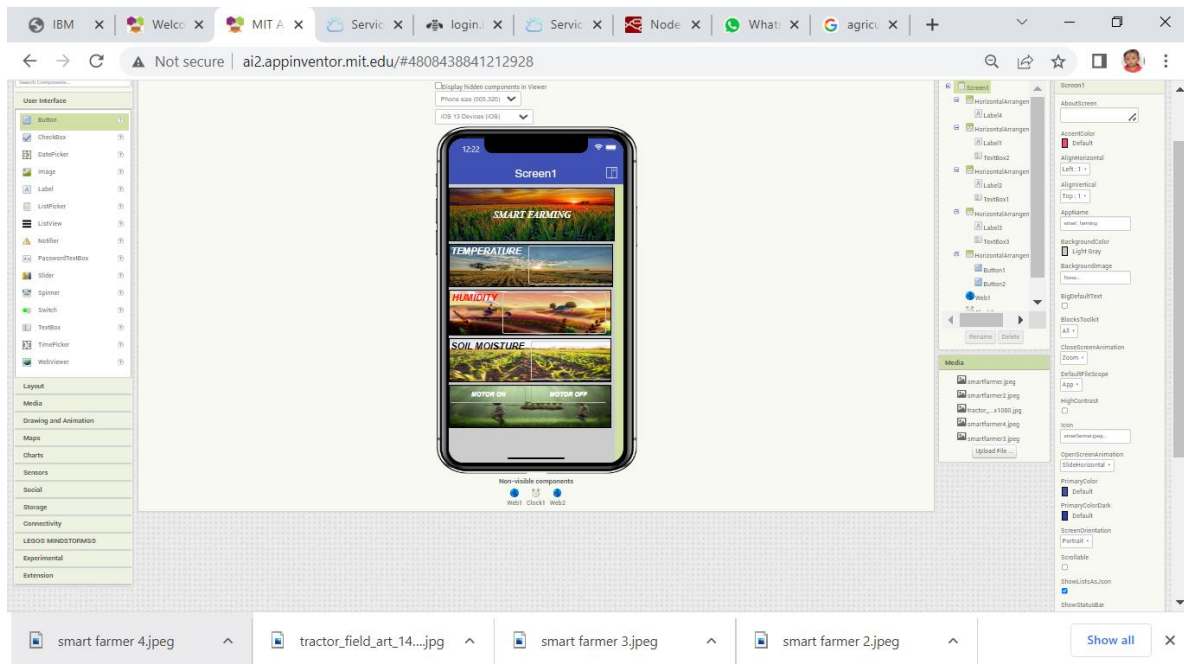 IBM
Welco
MIT A
Servic
login.
Servic
Node
What:
agricu
Not secure
ai2.appinventor.mit.edu/#4808438841212928
Search Components...
User Interface
Button
CheckBox
DatePicker
Image
Label
ListPicker
ListView
Notifier
PasswordTextBox
Slider
Spinner
Switch
TextBox
TimePicker
WebViewer
Layout
Media
Drawing and Animation
Maps
Charts
Sensors
Social
Storage
Connectivity
LEGO® MINDSTORMS®
Experimental
Extension
Display hidden components in Viewer
Phone size (505,320)
iOS 13 Devices (iOS)
12:22
Screen1
SMART FARMING
TEMPERATURE
HUMIDITY
SOIL MOISTURE
MOTOR ON MOTOR OFF
Non-visible components
Web1 Clock1 Web2
Screen1
HorizontalArrangen
Label4
HorizontalArrangen
Label1
TextBox2
HorizontalArrangen
Label2
TextBox1
HorizontalArrangen
Label3
TextBox3
HorizontalArrangen
Button1
Button2
Web1
Rename Delete
Media
smartfarmer.jpeg
smartfarmer2.jpeg
tractor_...x1080.jpg
smartfarmer4.jpeg
smartfarmer3.jpeg
Upload File ...
Screen1
AboutScreen
AccentColor
Default
AlignHorizontal
Left : 1
AlignVertical
Top : 1
AppName
smart_farming
BackgroundColor
Light Gray
BackgroundImage
None...
BigDefaultText
BlocksToolkit
All
CloseScreenAnimation
Zoom
DefaultFileScope
App
HighContrast
Icon
smartfarmer.jpeg...
OpenScreenAnimation
SlideHorizontal
PrimaryColor
Default
PrimaryColorDark
Default
ScreenOrientation
Portrait
Scrollable
ShowListsAsJson
ShowStatusBar
smart farmer 4.jpeg
tractor_field_art_14....jpg
smart farmer 3.jpeg
smart farmer 2.jpeg
Show all